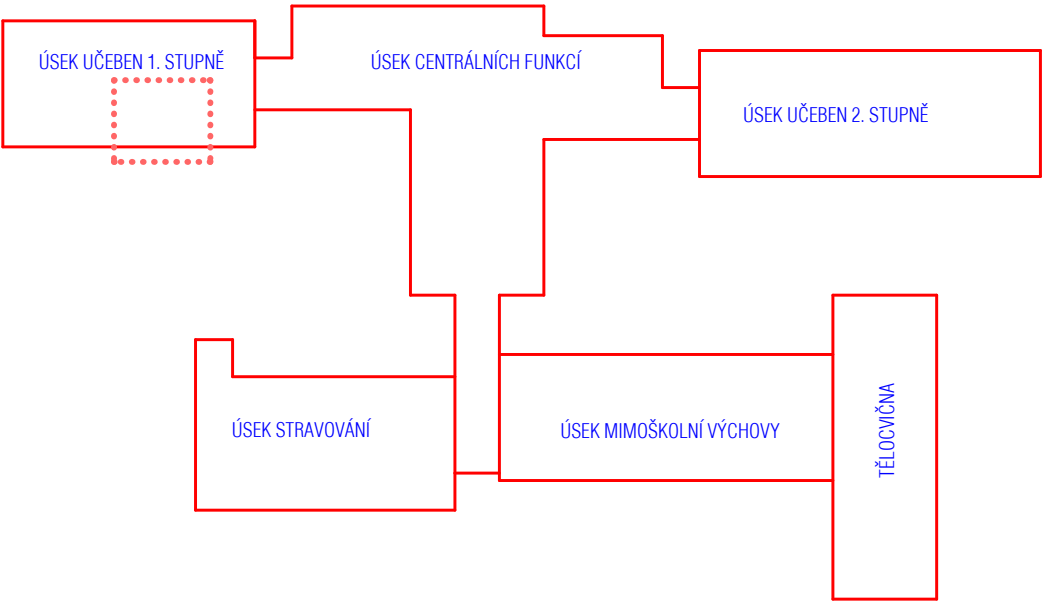 ÚSEK UČEBEN 1. STUPNĚ
ÚSEK CENTRÁLNÍCH FUNKCÍ
ÚSEK UČEBEN 2. STUPNĚ
ÚSEK STRAVOVÁNÍ
ÚSEK MIMOŠKOLNÍ VÝCHOVY
TĚLOCVIČNA